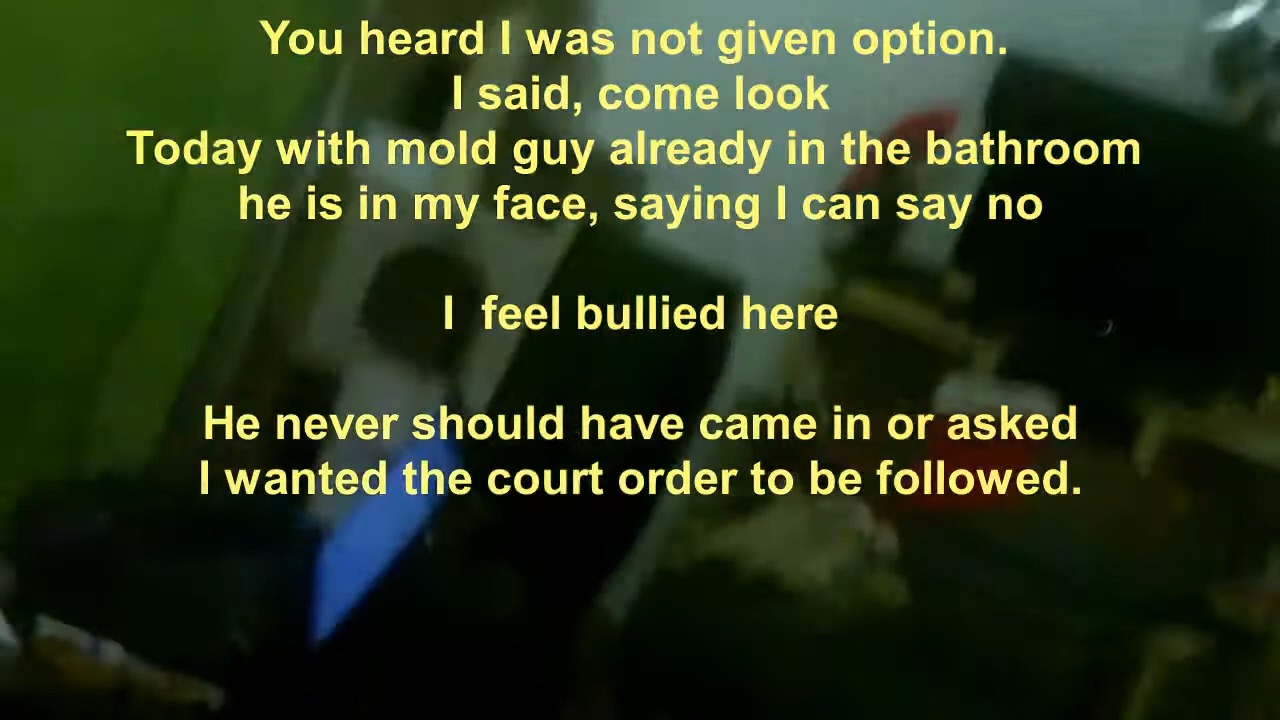 You heard I was not given option.
I said, come look
Today with mold guy already in the bathroom
he is in my face, saying I can say no
I  feel bullied here
He never should have came in or asked
I wanted the court order to be followed.